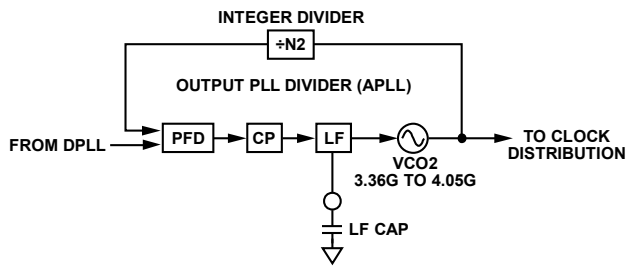 INTEGER DIVIDER
÷N2
OUTPUT PLL DIVIDER (APLL)
FROM DPLL
PFD
CP
LF
VCO2
3.36G TO 4.05G
TO CLOCK
DISTRIBUTION
LF CAP